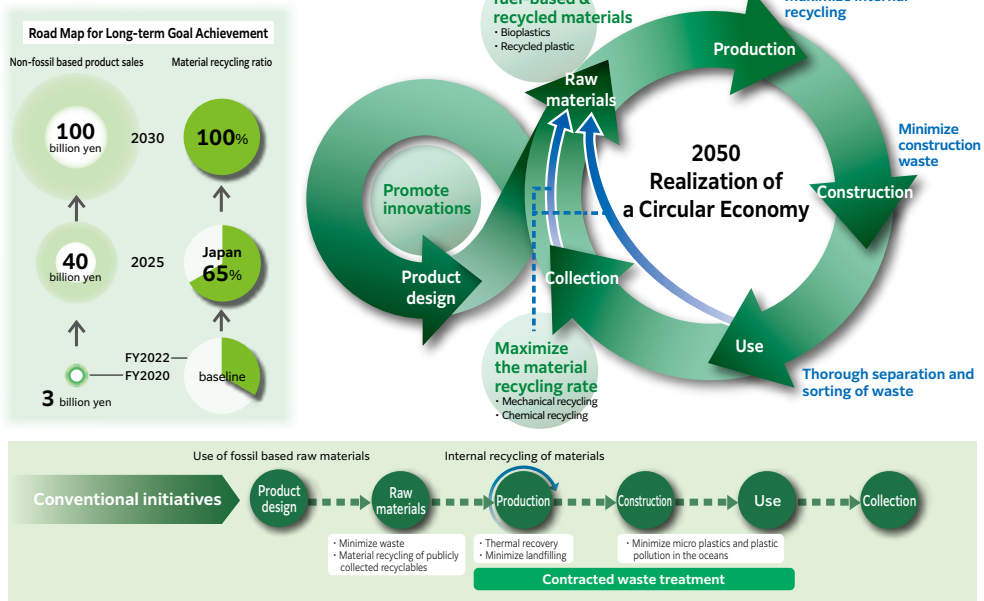 Road Map for Long-term Goal Achievement
Non-fossil based product sales
Material recycling ratio
100
billion yen
2030
100%
40
billion yen
2025
Japan
65%
FY2022
FY2020
baseline
3 billion yen
recycled materials
・Bioplastics
・Recycled plastic
recycling
Production
Raw
materials
Minimize
construction
waste
2050
Realization of
a Circular Economy
Construction
Promote
innovations
Product
design
Collection
Use
Maximize
the material
recycling rate
・Mechanical recycling
・Chemical recycling
Thorough separation and
sorting of waste
Use of fossil based raw materials
Internal recycling of materials
Conventional initiatives
Product
design
Raw
materials
Production
Construction
Use
Collection
・Minimize waste
・Material recycling of publicly
collected recyclables
・Thermal recovery
・Minimize landfilling
・Minimize micro plastics and plastic
pollution in the oceans
Contracted waste treatment